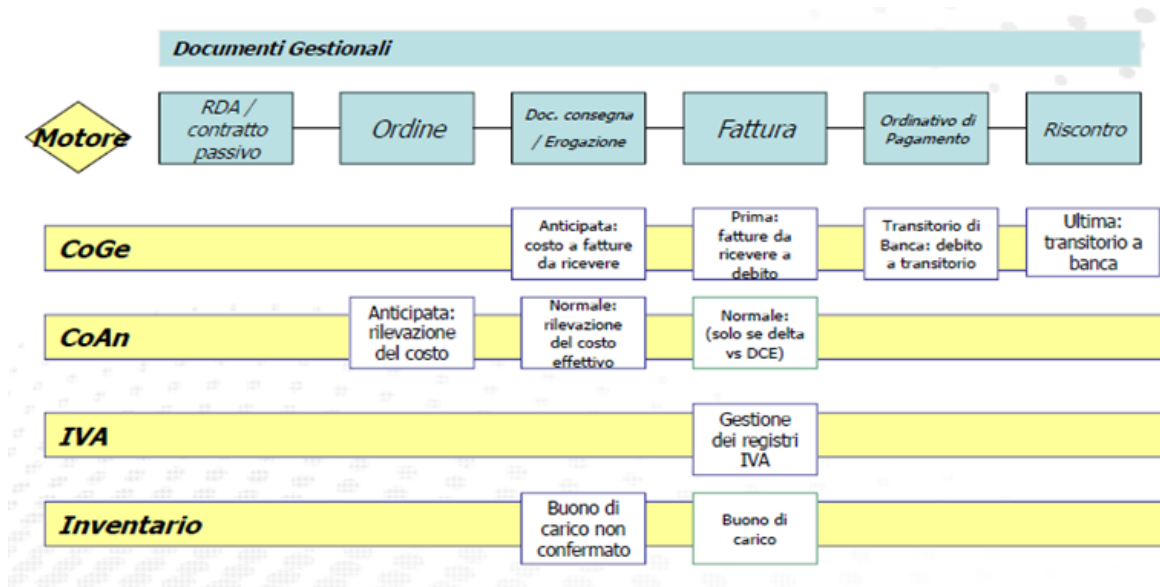 Documenti Gestionali
Motore
RDA /
contratto
passivo
Ordine
Doc. consegna
/ Erogazione
Fattura
Ordinativo di
Pagamento
Riscontro
CoGe
Anticipata:
costo a fatture
da ricevere
Prima:
fatture da
ricevere a
debito
Transitorio di
Banca: debito
a transitorio
Ultima:
transitorio a
banca
CoAn
Anticipata:
rilevazione
del costo
Normale:
rilevazione
del costo
effettivo
Normale:
(solo se delta
vs DCE)
IVA
Gestione
dei registri
IVA
Inventario
Buono di
carico non
confermato
Buono di
carico